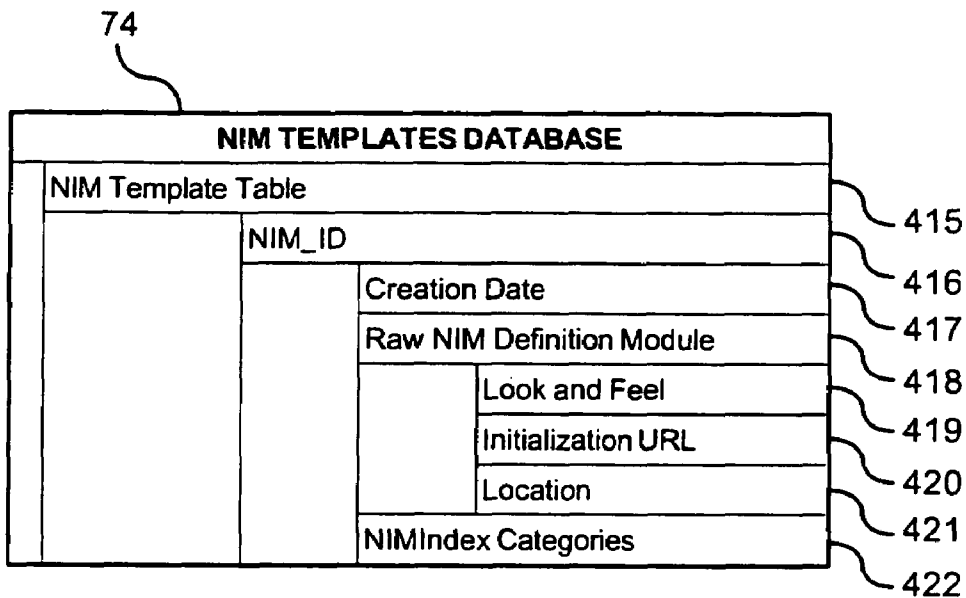 74
NIM TEMPLATES DATABASE
NIM Template Table
415
NIM_ID
416
Creation Date
417
Raw NIM Definition Module
418
Look and Feel
419
Initialization URL
420
Location
421
NIMIndex Categories
422